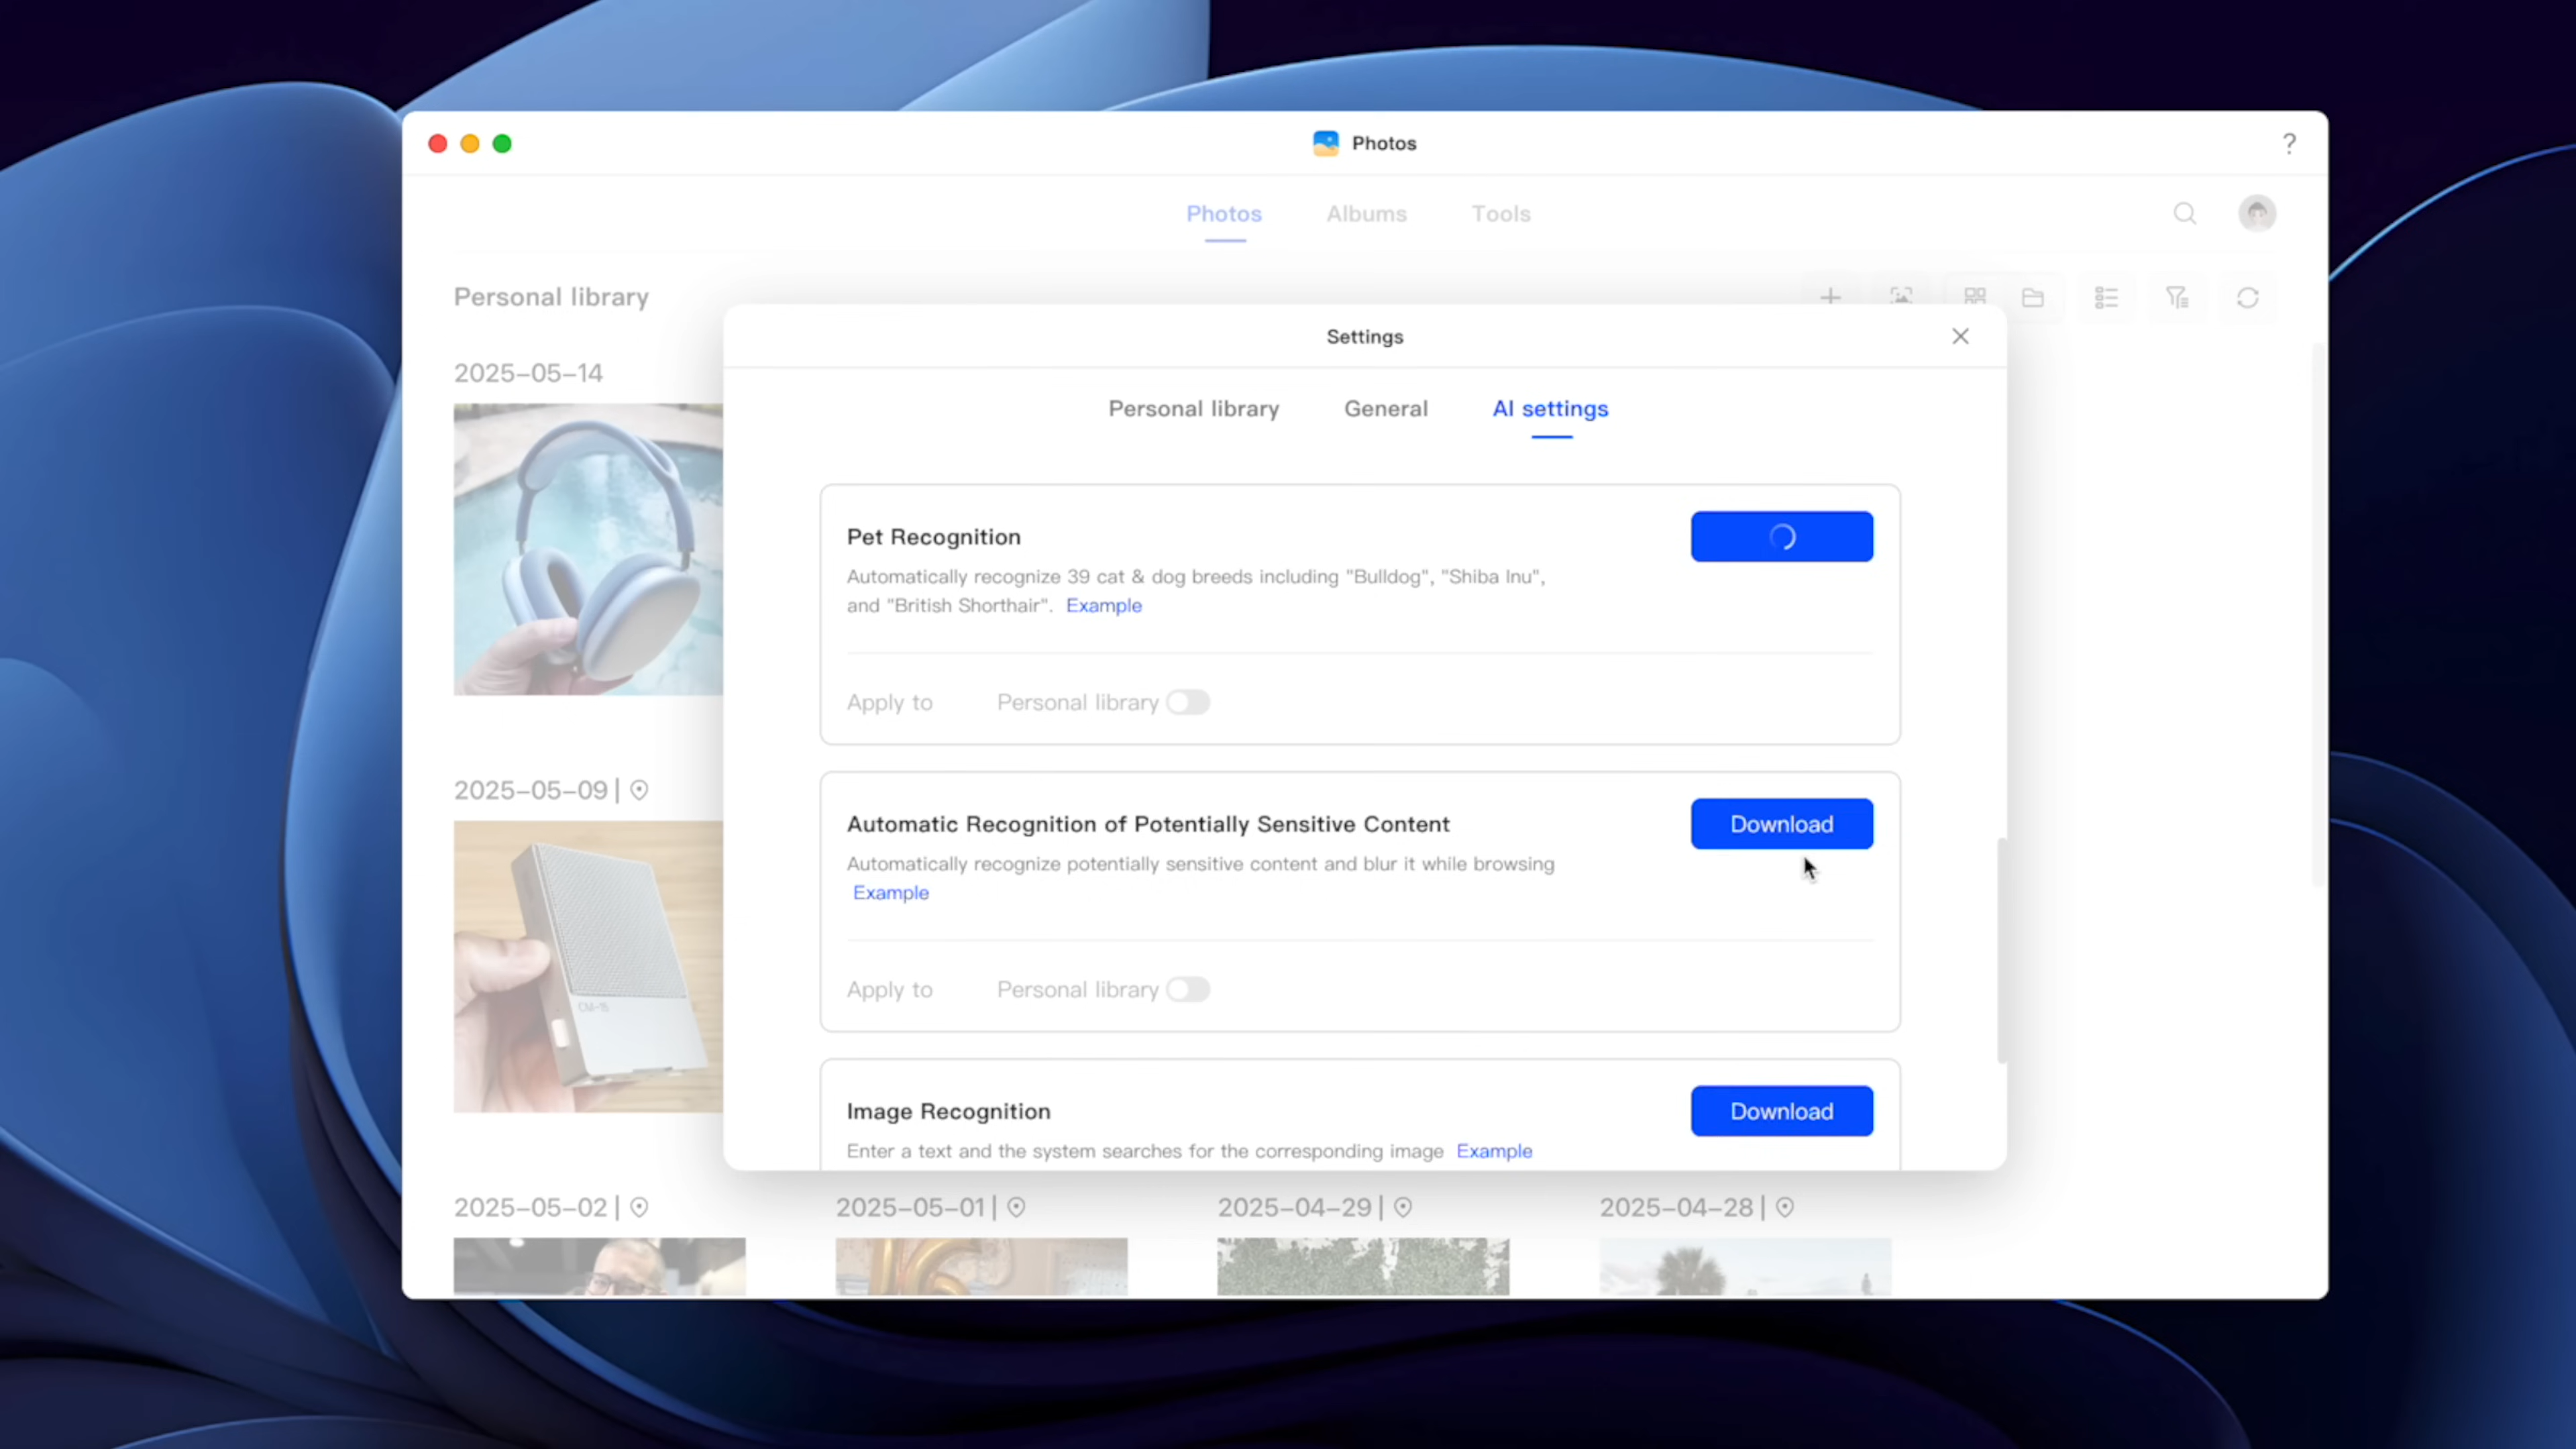 Photos
?
Photos Albums Tools
Personal library
Settings
2025-05-14
Personal library General AI settings
Pet Recognition
Automatically recognize 39 cat & dog breeds including "Bulldog", "Shiba Inu",
and "British Shorthair". Example
Apply to Personal library
2025-05-09 |
Automatic Recognition of Potentially Sensitive Content Download
Automatically recognize potentially sensitive content and blur it while browsing
Example
Apply to Personal library
CM-15
Image Recognition Download
Enter a text and the system searches for the corresponding image Example
2025-05-02 | 2025-05-01 | 2025-04-29 | 2025-04-28 |